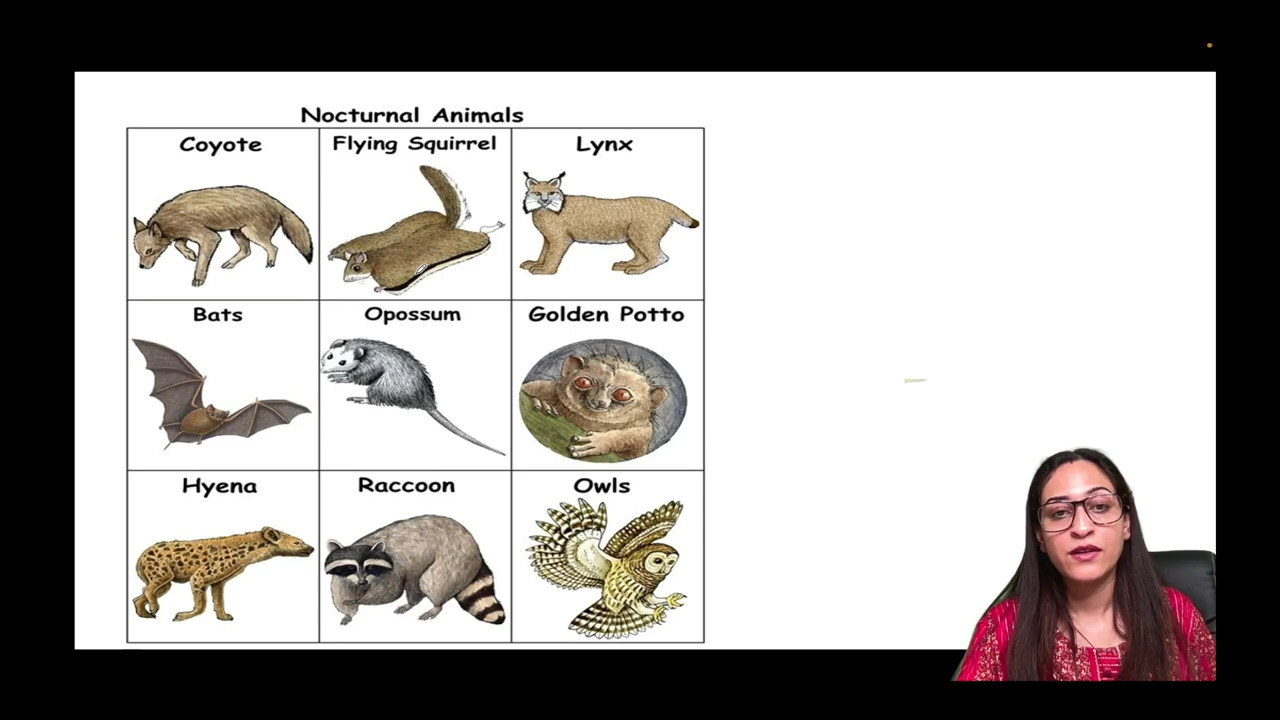 Nocturnal Animals
Coyote
Flying Squirrel
Lynx
Bats
Opossum
Golden Potto
Hyena
Raccoon
Owls